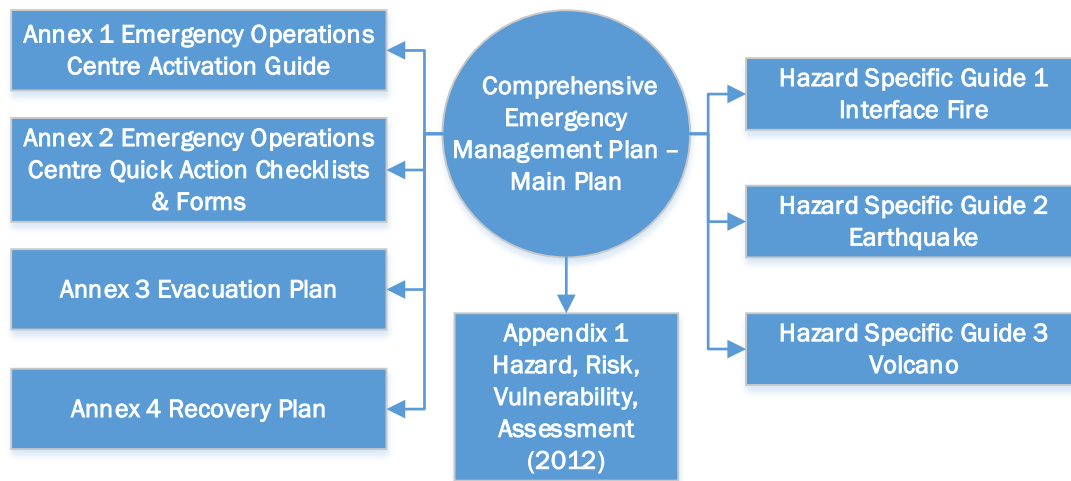 Annex 1 Emergency Operations
Centre Activation Guide
Annex 2 Emergency Operations
Centre Quick Action Checklists
& Forms
Annex 3 Evacuation Plan
Annex 4 Recovery Plan
Comprehensive
Emergency
Management Plan –
Main Plan
Appendix 1
Hazard, Risk,
Vulnerability,
Assessment
(2012)
Hazard Specific Guide 1
Interface Fire
Hazard Specific Guide 2
Earthquake
Hazard Specific Guide 3
Volcano